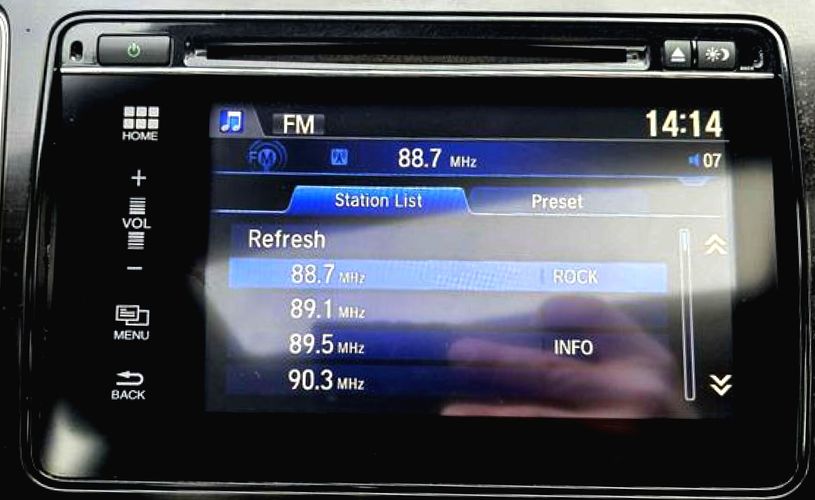 FM
14:14
FM
88.7 MHz
07
Station List
Preset
Refresh
88.7 MHz ROCK
89.1 MHz
89.5 MHz INFO
90.3 MHz
HOME
+
VOL
−
MENU
BACK